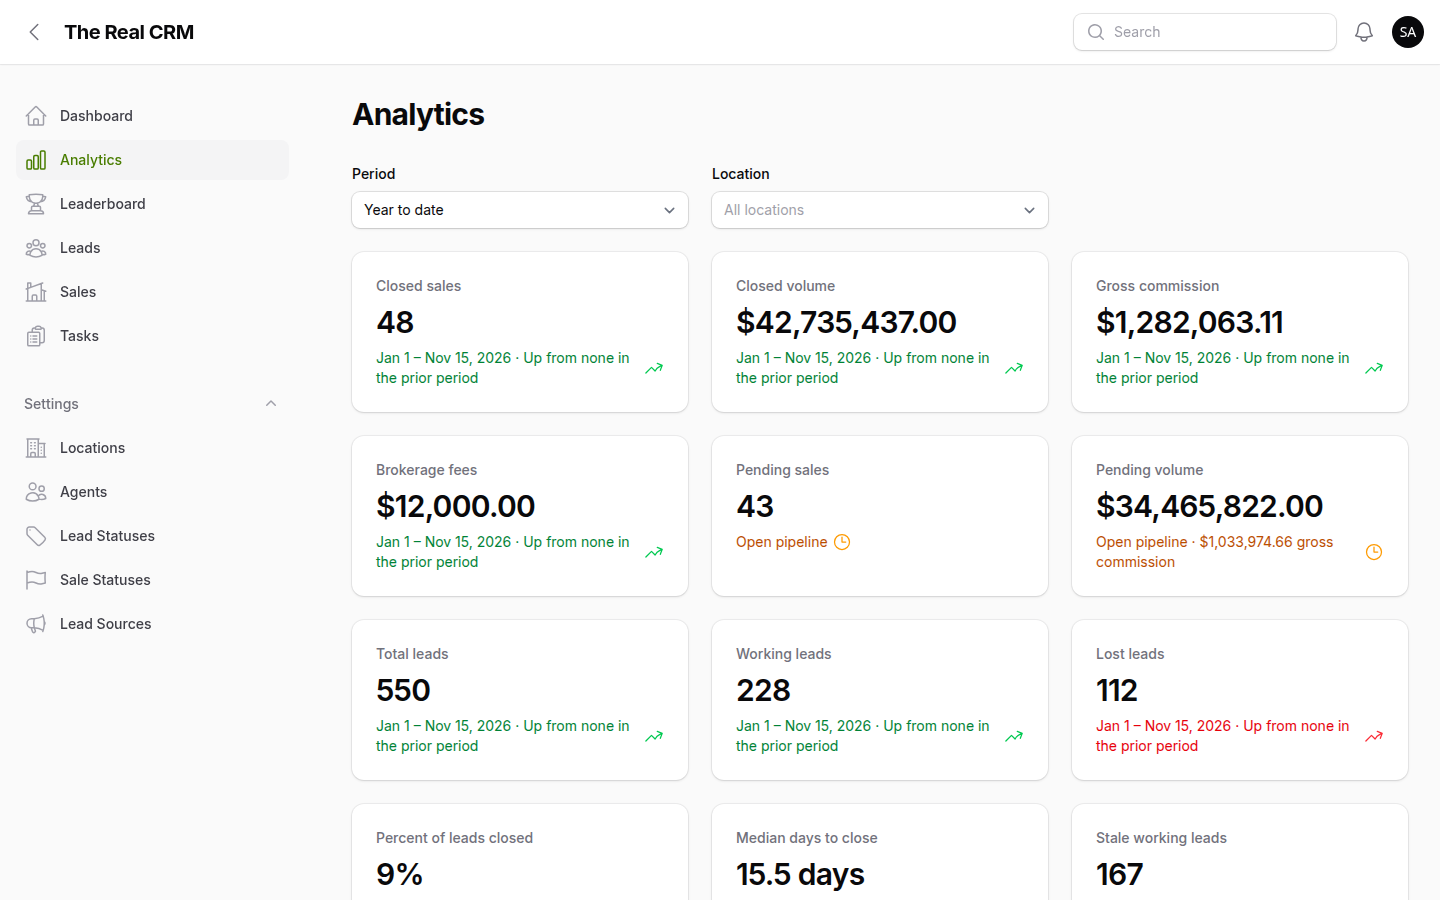 The Real CRM
Search
SA
Dashboard
Analytics
Leaderboard
Leads
Sales
Tasks
Settings
Locations
Agents
Lead Statuses
Sale Statuses
Lead Sources
Analytics
Period
Year to date
Location
All locations
Closed sales
48
Jan 1 – Nov 15, 2026 · Up from none in
the prior period
Closed volume
$42,735,437.00
Jan 1 – Nov 15, 2026 · Up from none in
the prior period
Gross commission
$1,282,063.11
Jan 1 – Nov 15, 2026 · Up from none in
the prior period
Brokerage fees
$12,000.00
Jan 1 – Nov 15, 2026 · Up from none in
the prior period
Pending sales
43
Open pipeline
Pending volume
$34,465,822.00
Open pipeline · $1,033,974.66 gross
commission
Total leads
550
Jan 1 – Nov 15, 2026 · Up from none in
the prior period
Working leads
228
Jan 1 – Nov 15, 2026 · Up from none in
the prior period
Lost leads
112
Jan 1 – Nov 15, 2026 · Up from none in
the prior period
Percent of leads closed
9%
Median days to close
15.5 days
Stale working leads
167